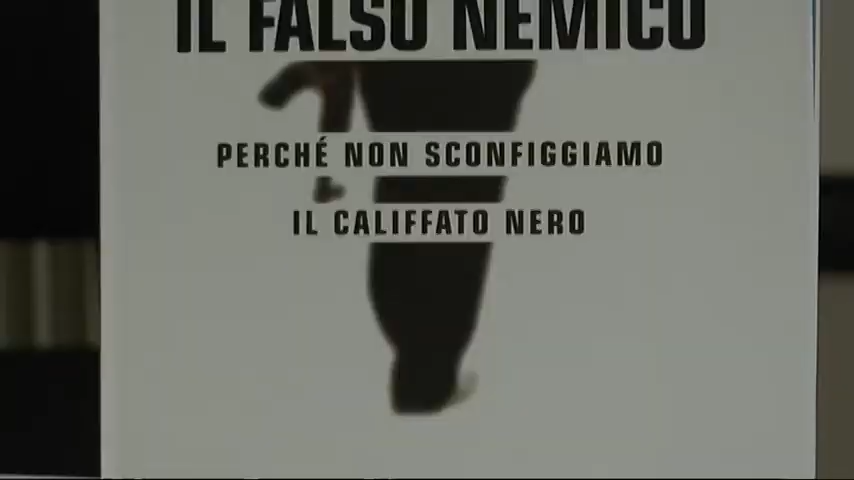 IL FALSO NEMICO
PERCHÉ NON SCONFIGGIAMO
IL CALIFFATO NERO